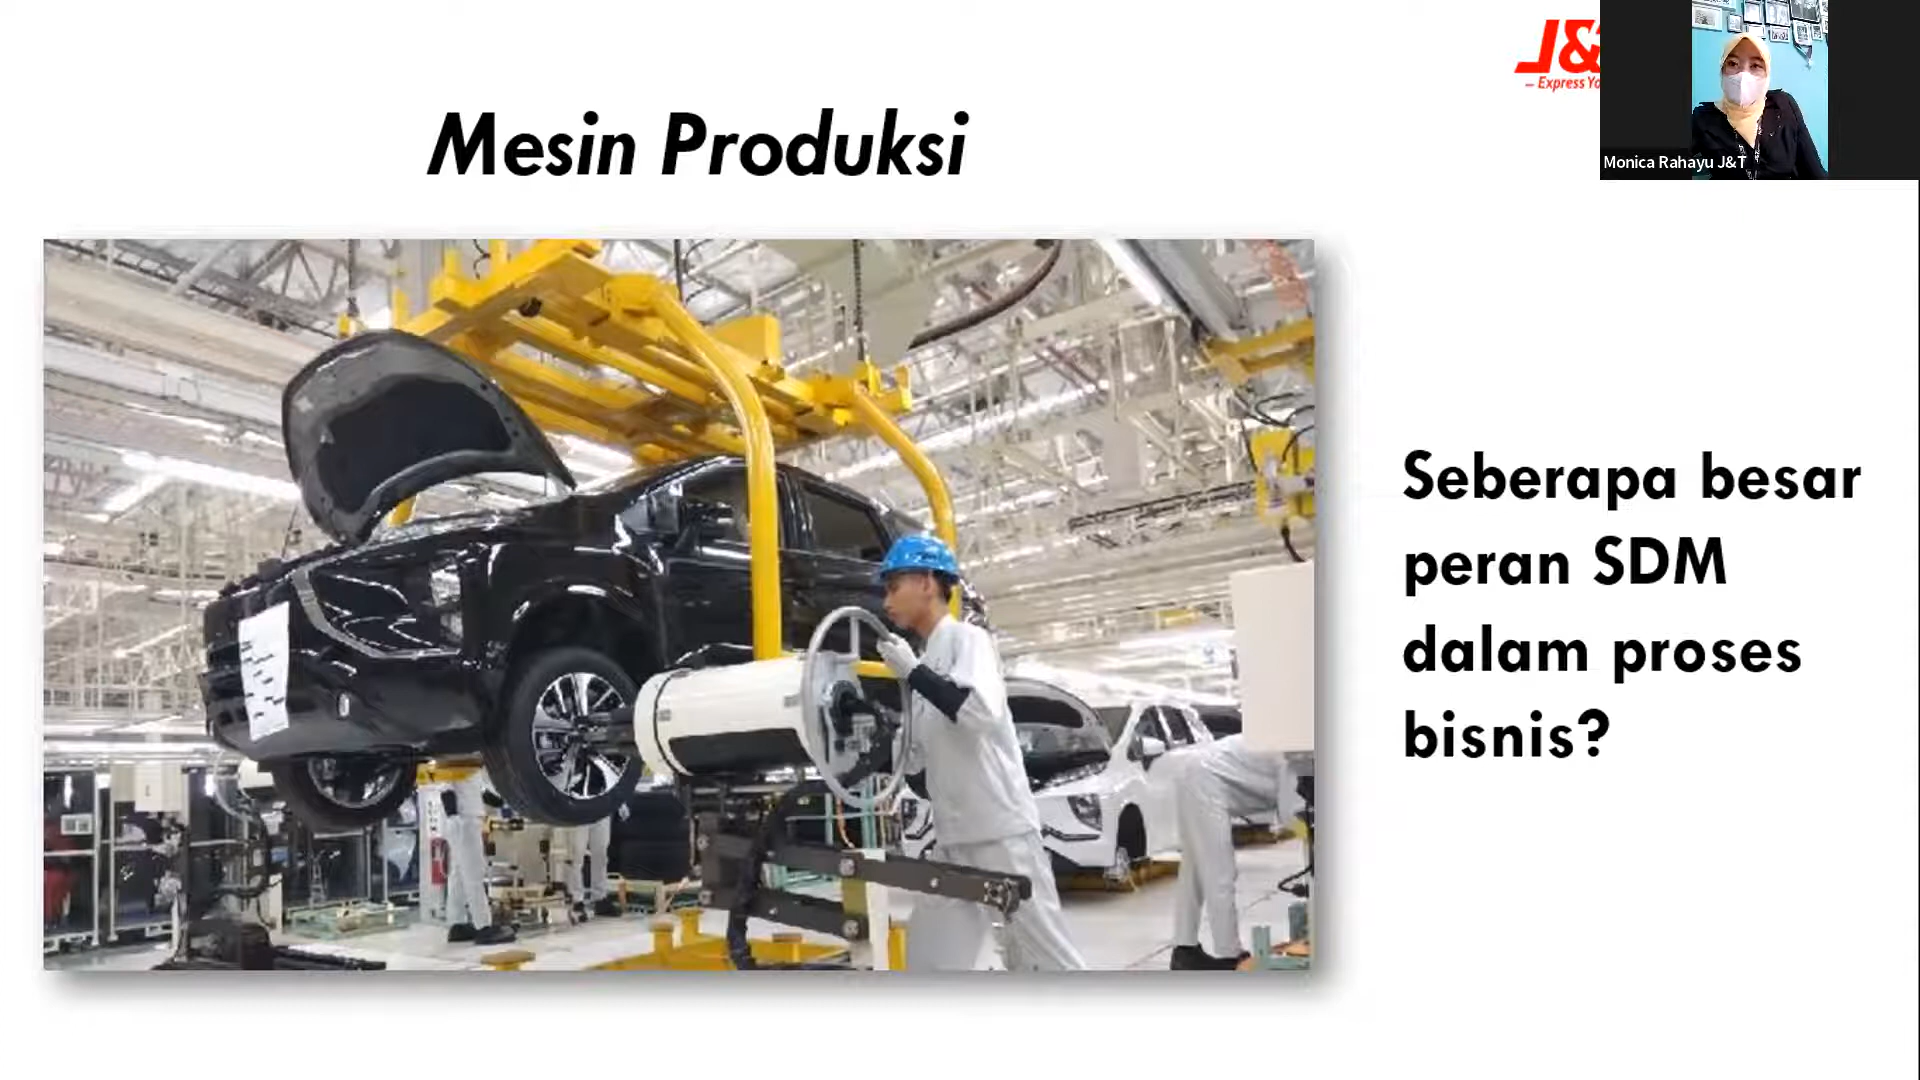 J&
Express Yo
Monica Rahayu J&T
Mesin Produksi
Seberapa besar
peran SDM
dalam proses
bisnis?